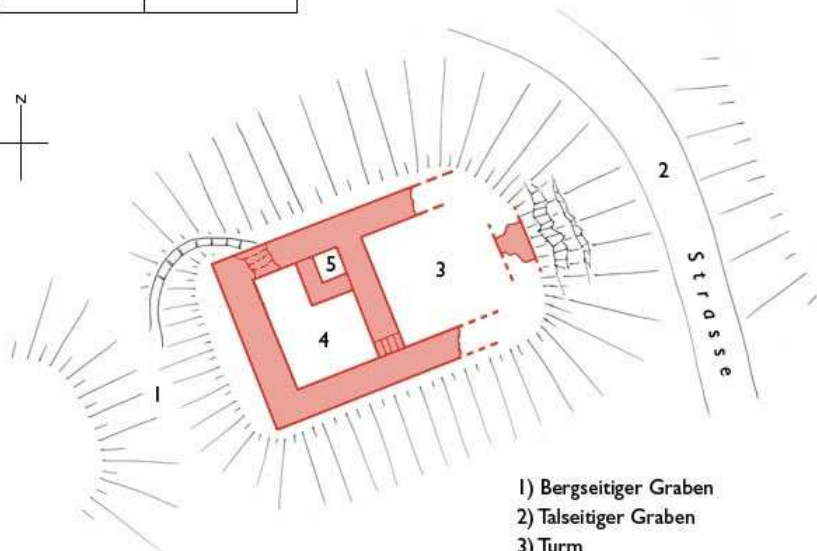 N
2
Strasse
5
3
4
1
1) Bergseitiger Graben
2) Talseitiger Graben
3) Turm